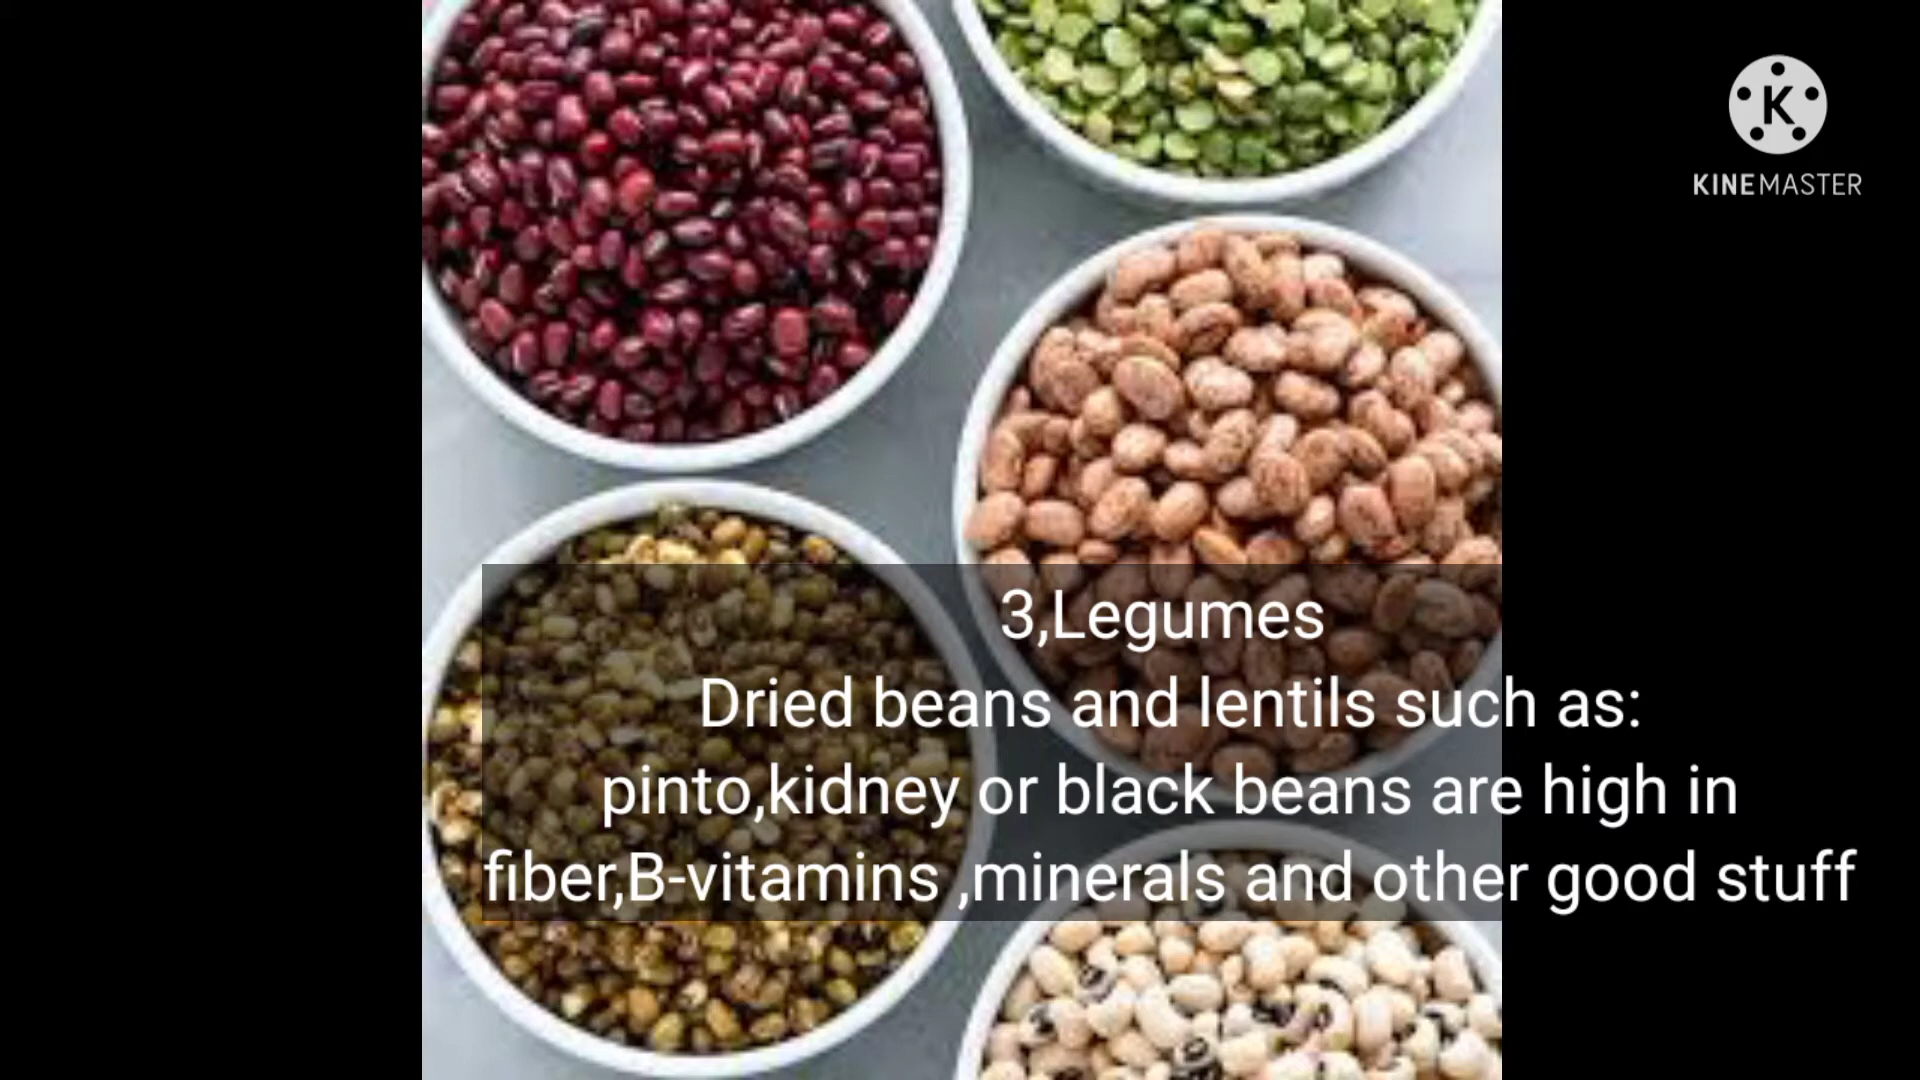 K
KINEMASTER
3,Legumes
Dried beans and lentils such as:
pinto,kidney or black beans are high in
fiber,B-vitamins ,minerals and other good stuff